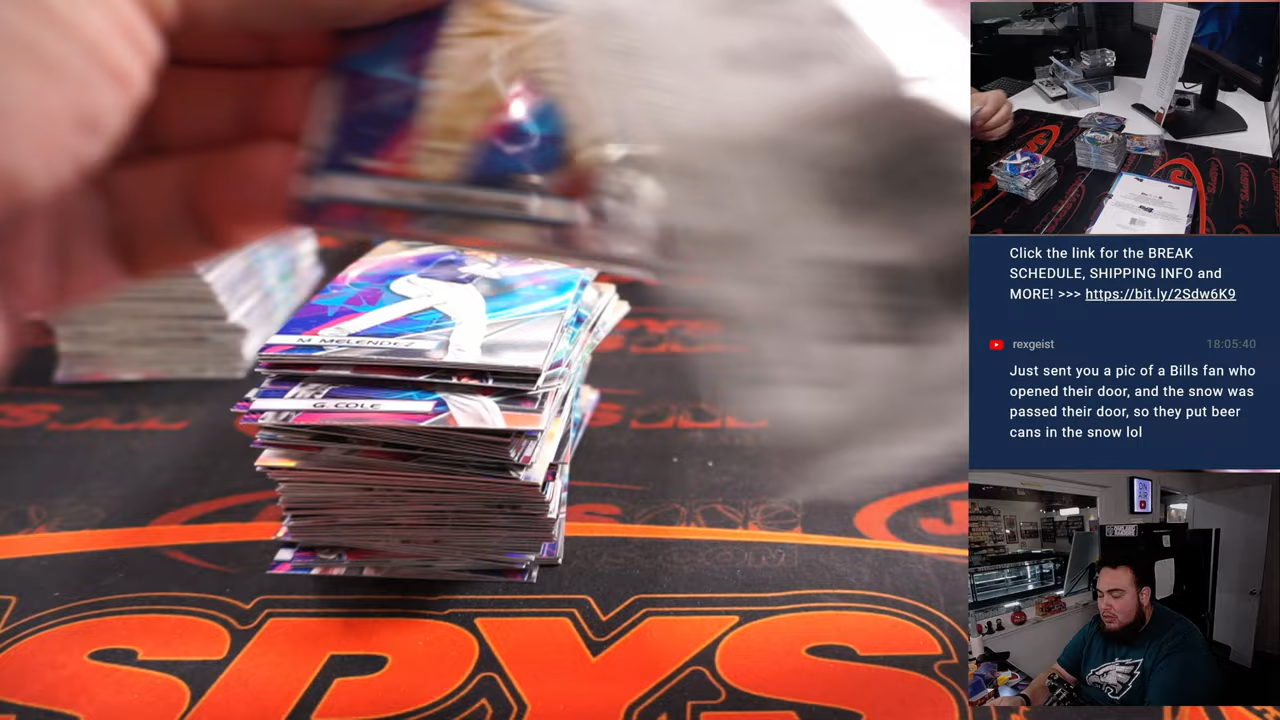 M. MELENDEZ
G. COLE
SPYS
Click the link for the BREAK
SCHEDULE, SHIPPING INFO and
MORE! >>> https://bit.ly/2Sdw6K9
rexgeist 18:05:40
Just sent you a pic of a Bills fan who
opened their door, and the snow was
passed their door, so they put beer
cans in the snow lol
ON
AIR